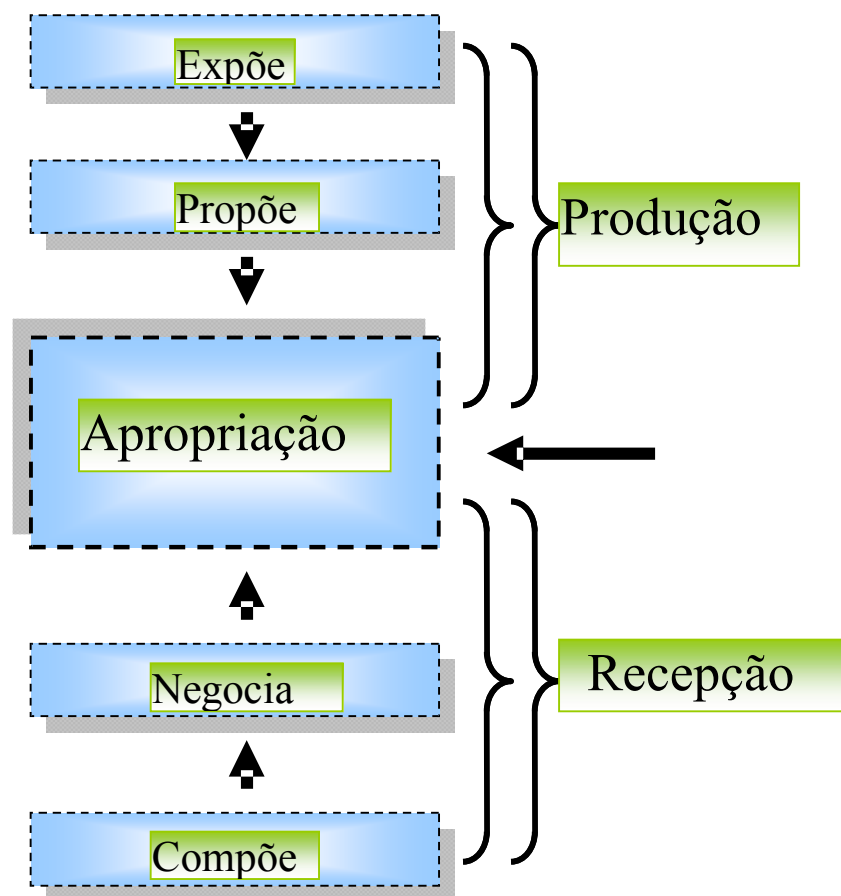 Expõe
Propõe
Produção
Apropriação
Negocia
Recepção
Compõe